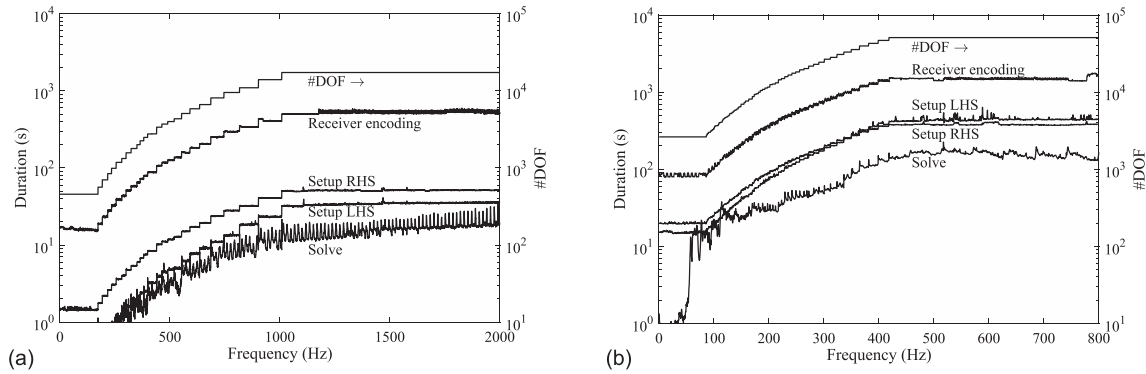 10^4
10^5
10^3
10^4
10^2
10^3
10^1
10^2
10^0
10^1
Duration (s)
#DOF
#DOF →
Receiver encoding
Setup RHS
Setup LHS
Solve
0 500 1000 1500 2000
Frequency (Hz)
(a)
10^4
10^5
10^3
10^4
10^2
10^3
10^1
10^2
10^0
10^1
Duration (s)
#DOF
#DOF →
Receiver encoding
Setup LHS
Setup RHS
Solve
0 100 200 300 400 500 600 700 800
Frequency (Hz)
(b)